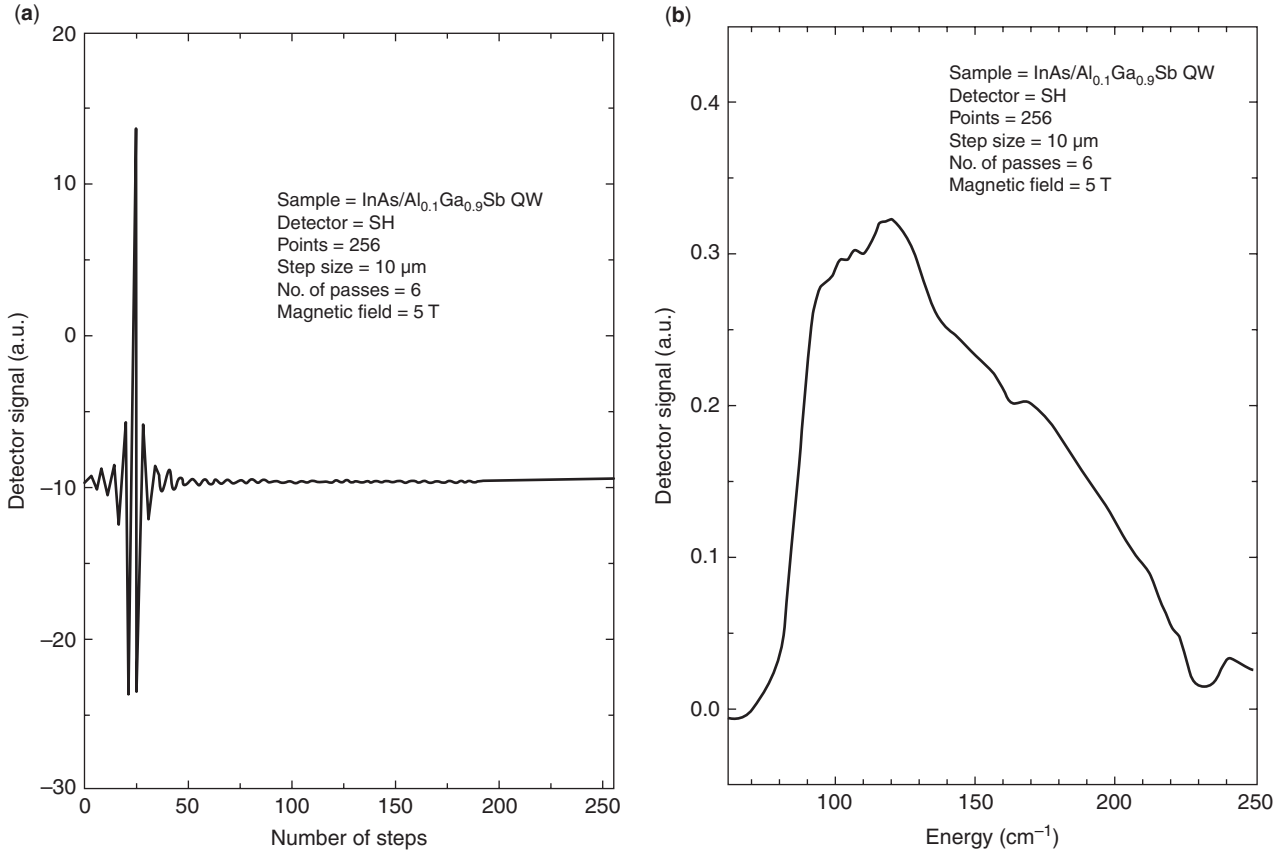 (a)
20
10
0
−10
−20
−30
Detector signal (a.u.)
Sample = InAs/Al0.1Ga0.9Sb QW
Detector = SH
Points = 256
Step size = 10 µm
No. of passes = 6
Magnetic field = 5 T
0 50 100 150 200 250
Number of steps
(b)
0.4
0.3
0.2
0.1
0.0
Detector signal (a.u.)
Sample = InAs/Al0.1Ga0.9Sb QW
Detector = SH
Points = 256
Step size = 10 µm
No. of passes = 6
Magnetic field = 5 T
100 150 200 250
Energy (cm−1)